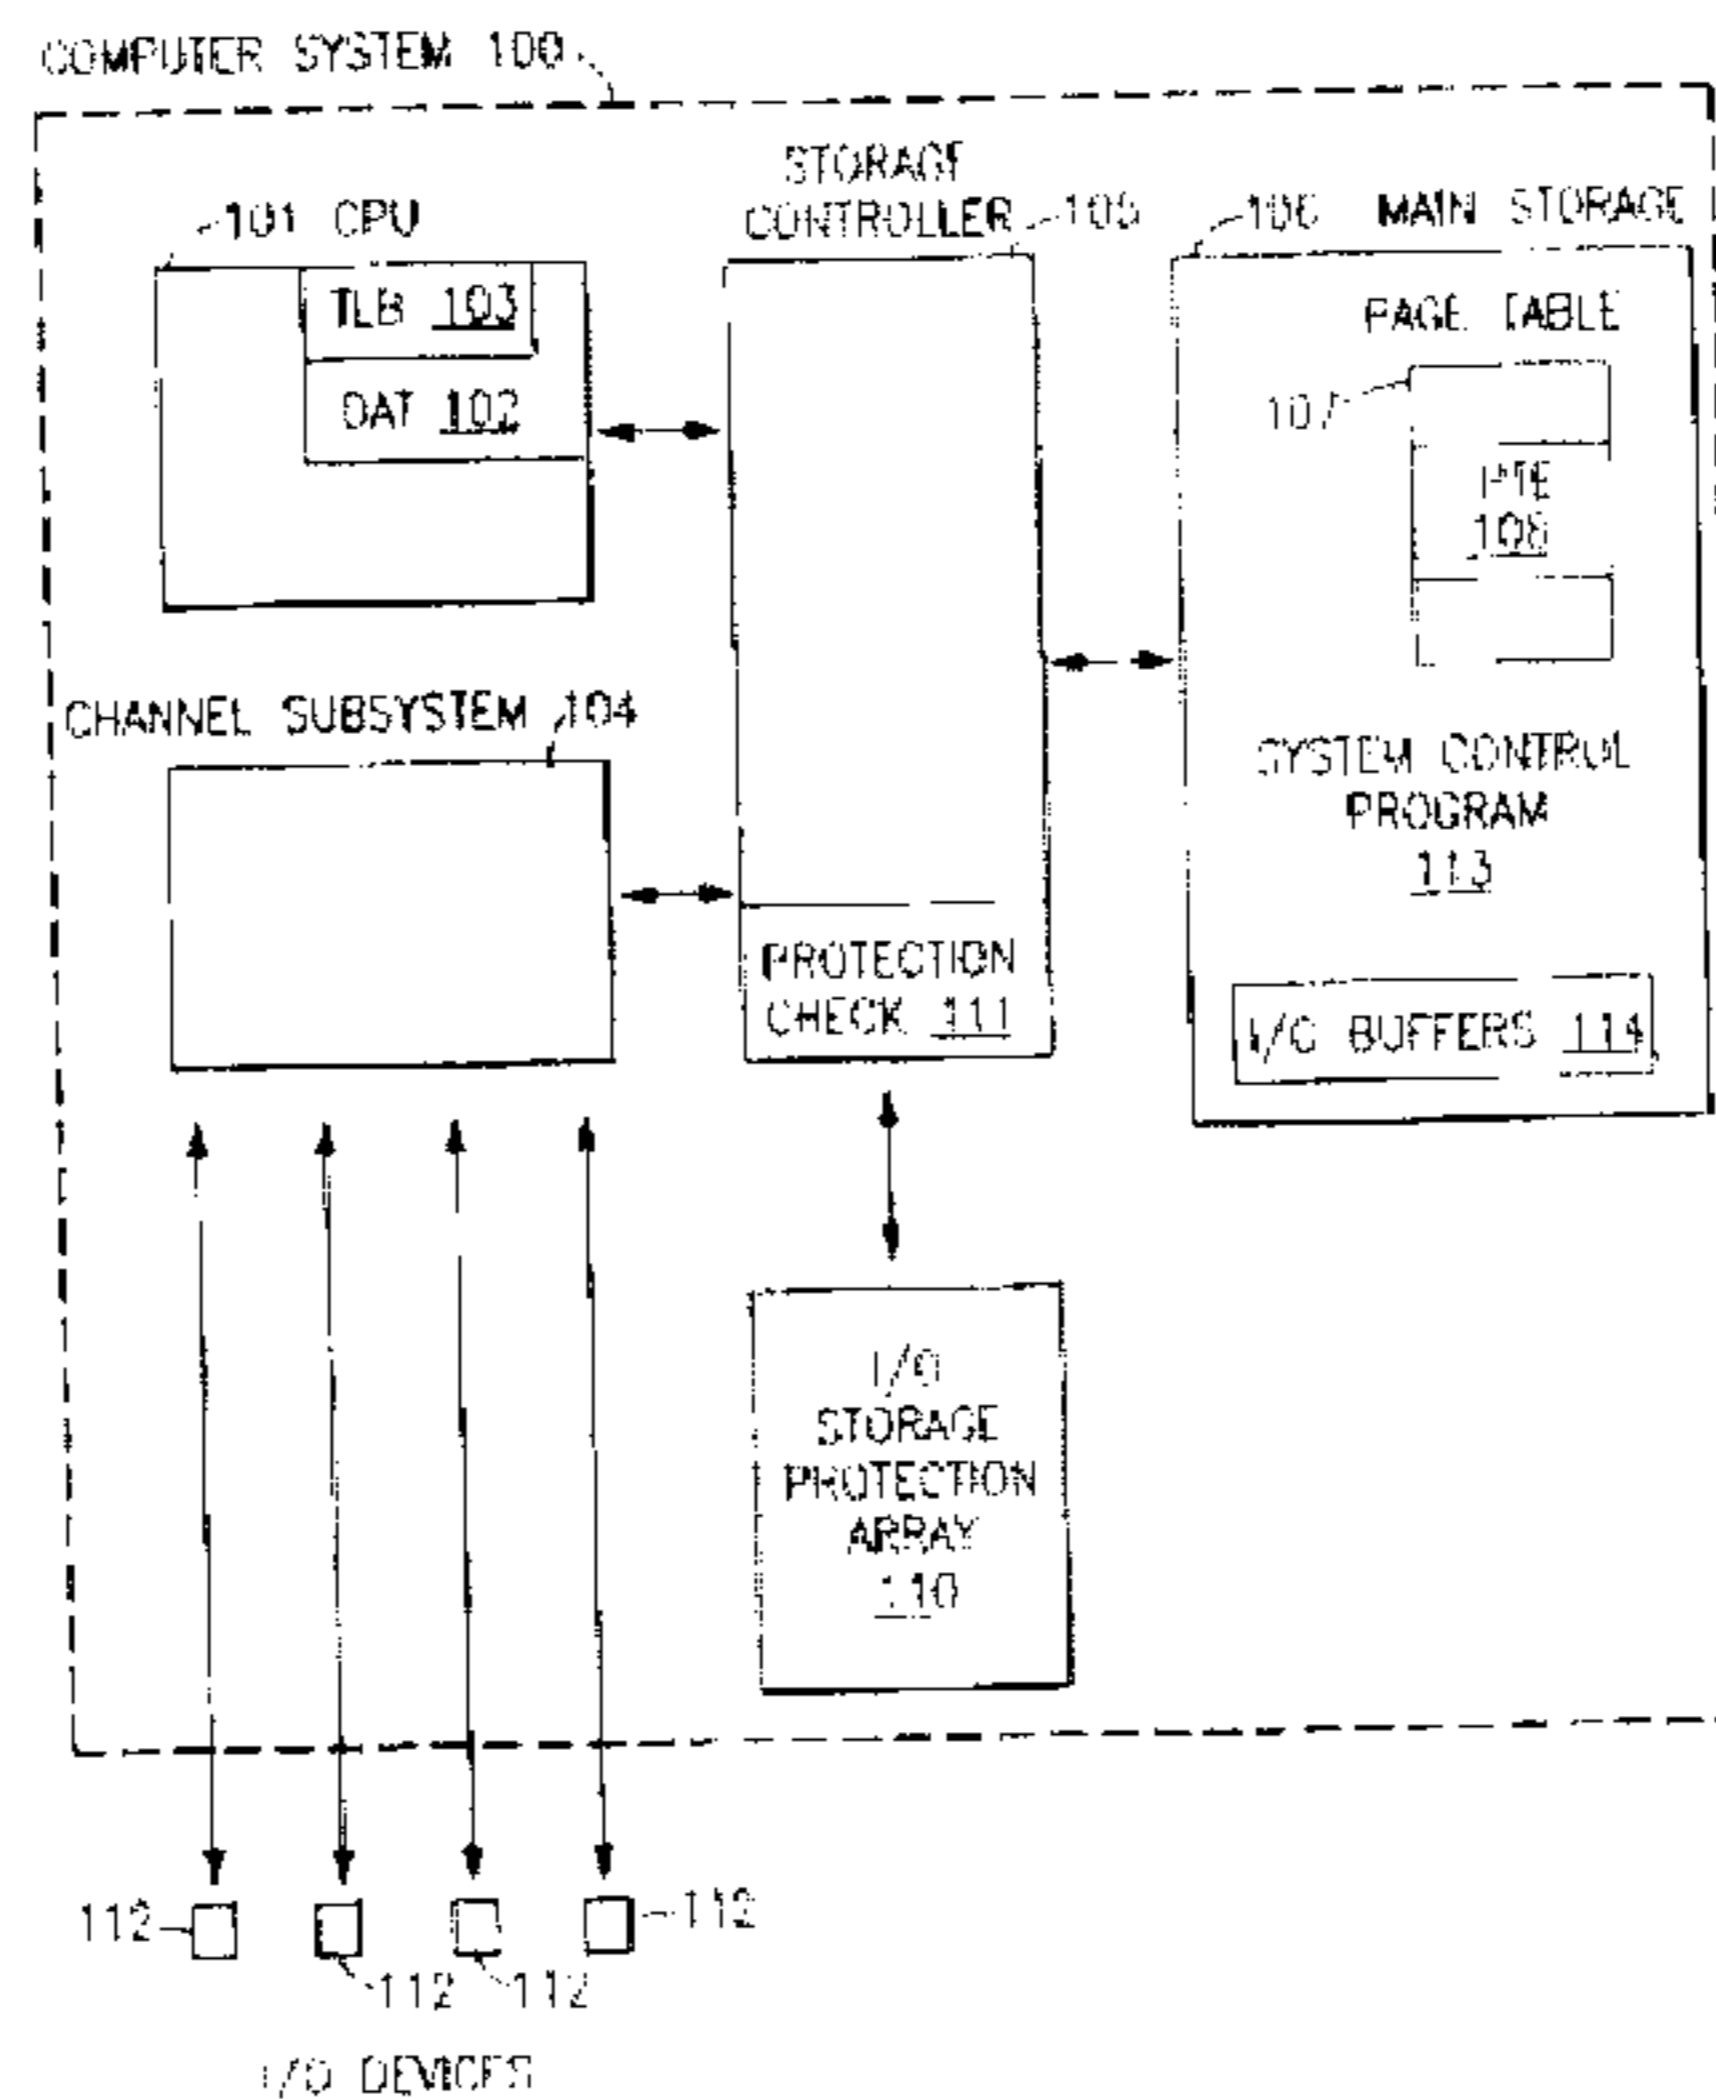 COMPUTER SYSTEM 100
101 CPU
TLB 103
DAT 102
STORAGE
CONTROLLER 105
106 MAIN STORAGE
PAGE TABLE
107
PTE
108
CHANNEL SUBSYSTEM 104
SYSTEM CONTROL
PROGRAM
113
PROTECTION
CHECK 111
I/O BUFFERS 114
I/O
STORAGE
PROTECTION
ARRAY
110
112
112
112
112
I/O DEVICES